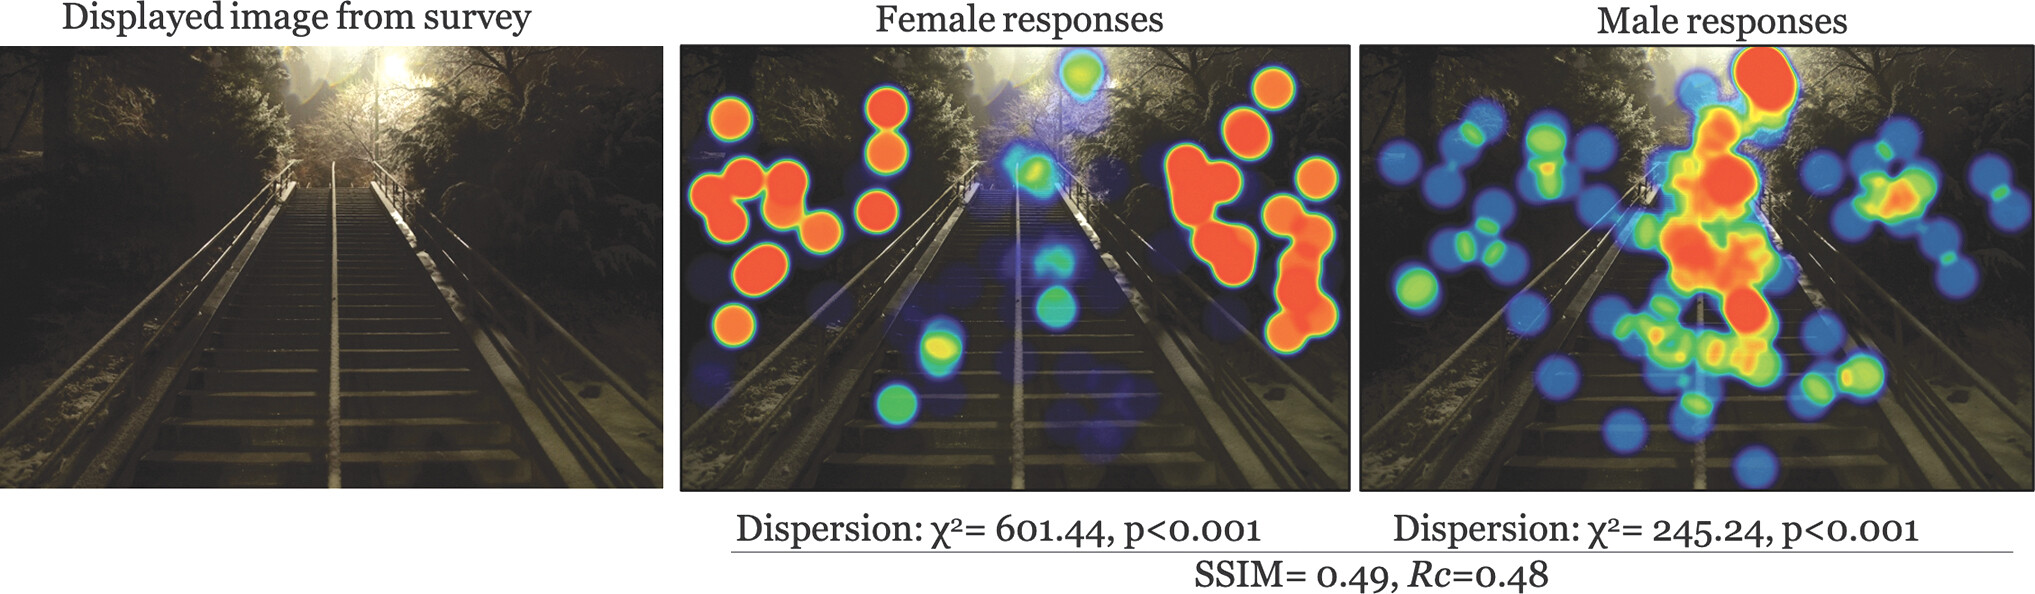 Displayed image from survey
Female responses
Male responses
Dispersion: χ²= 601.44, p<0.001
Dispersion: χ²= 245.24, p<0.001
SSIM= 0.49, Rc=0.48